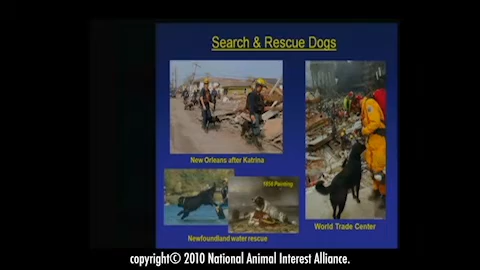 Search & Rescue Dogs
New Orleans after Katrina
1856 Painting
Newfoundland water rescue
World Trade Center
copyright© 2010 National Animal Interest Alliance.